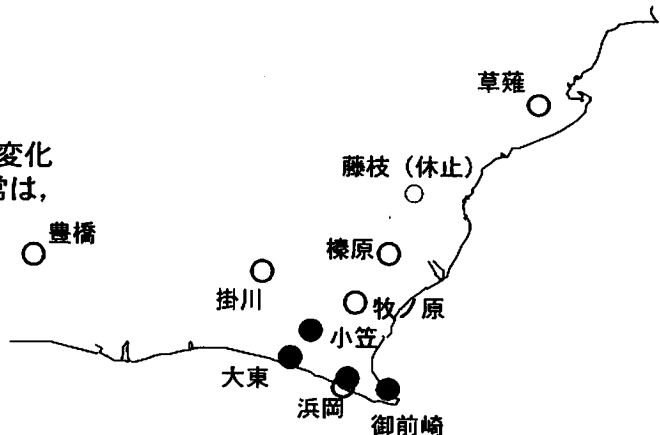 草薙
変化
常は，
藤枝（休止）
豊橋
榛原
掛川
牧ノ原
小笠
大東
浜岡
御前崎